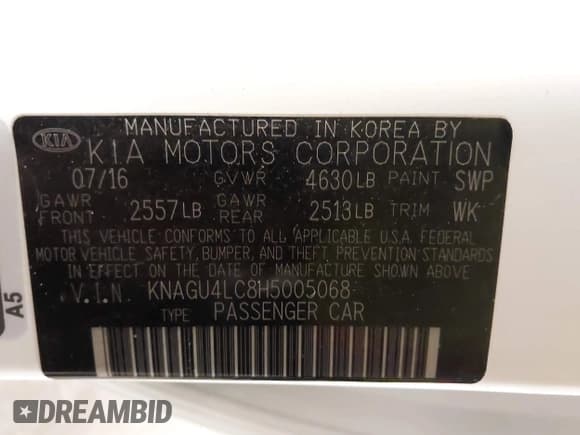 KIA
MANUFACTURED IN KOREA BY
KIA MOTORS CORPORATION
07/16 GVWR 4630LB PAINT SWP
GAWR FRONT 2557LB GAWR REAR 2513LB TRIM WK
THIS VEHICLE CONFORMS TO ALL APPLICABLE U.S.A. FEDERAL
MOTOR VEHICLE SAFETY, BUMPER, AND THEFT PREVENTION STANDARDS
IN EFFECT ON THE DATE OF MANUFACTURE SHOWN ABOVE.
V.I.N KNAGU4LC8H5005068
TYPE PASSENGER CAR
A5
DREAMBID